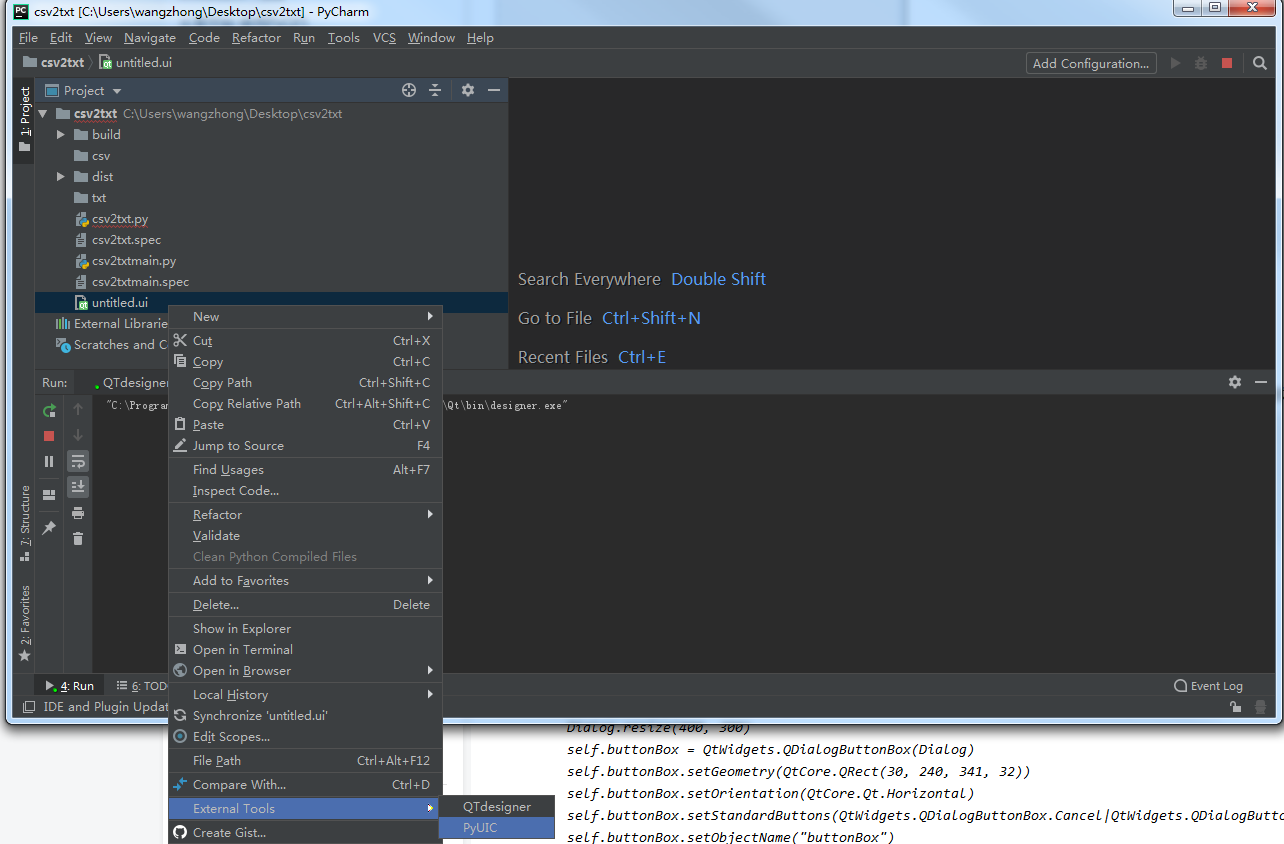 csv2txt [C:\Users\wangzhong\Desktop\csv2txt] - PyCharm
File Edit View Navigate Code Refactor Run Tools VCS Window Help
csv2txt untitled.ui Add Configuration...
1: Project
Project
csv2txt C:\Users\wangzhong\Desktop\csv2txt
build
csv
dist
txt
csv2txt.py
csv2txt.spec
csv2txtmain.py
csv2txtmain.spec
untitled.ui
External Librarie
Scratches and C
Search Everywhere Double Shift
Go to File Ctrl+Shift+N
Recent Files Ctrl+E
Run: QTdesigner
"C:\Progra \Qt\bin\designer.exe"
New
Cut Ctrl+X
Copy Ctrl+C
Copy Path Ctrl+Shift+C
Copy Relative Path Ctrl+Alt+Shift+C
Paste Ctrl+V
Jump to Source F4
Find Usages Alt+F7
Inspect Code...
Refactor
Validate
Clean Python Compiled Files
Add to Favorites
Delete... Delete
Show in Explorer
Open in Terminal
Open in Browser
Local History
Synchronize 'untitled.ui'
Edit Scopes...
File Path Ctrl+Alt+F12
Compare With... Ctrl+D
External Tools
Create Gist...
QTdesigner
PyUIC
7: Structure
2: Favorites
4: Run 6: TOD Event Log
IDE and Plugin Updat
Dialog.resize(400, 300)
self.buttonBox = QtWidgets.QDialogButtonBox(Dialog)
self.buttonBox.setGeometry(QtCore.QRect(30, 240, 341, 32))
self.buttonBox.setOrientation(QtCore.Qt.Horizontal)
self.buttonBox.setStandardButtons(QtWidgets.QDialogButtonBox.Cancel|QtWidgets.QDialogButto
self.buttonBox.setObjectName("buttonBox")